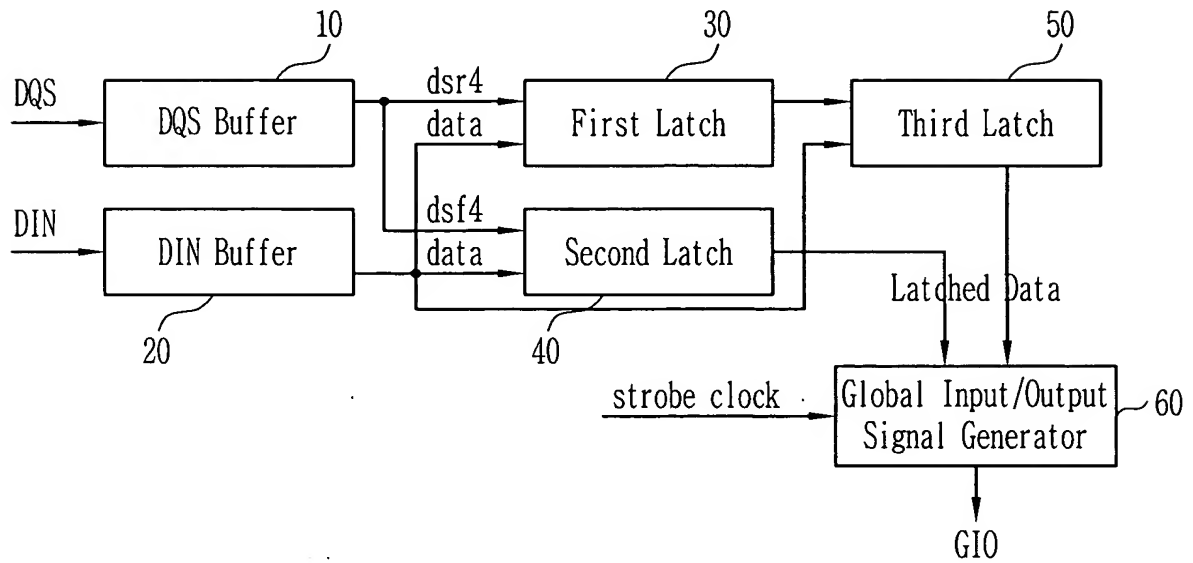 10
30
50
DQS
DQS Buffer
dsr4
data
First Latch
Third Latch
DIN
DIN Buffer
dsf4
data
Second Latch
Latched Data
20
40
strobe clock
Global Input/Output
Signal Generator
60
GIO